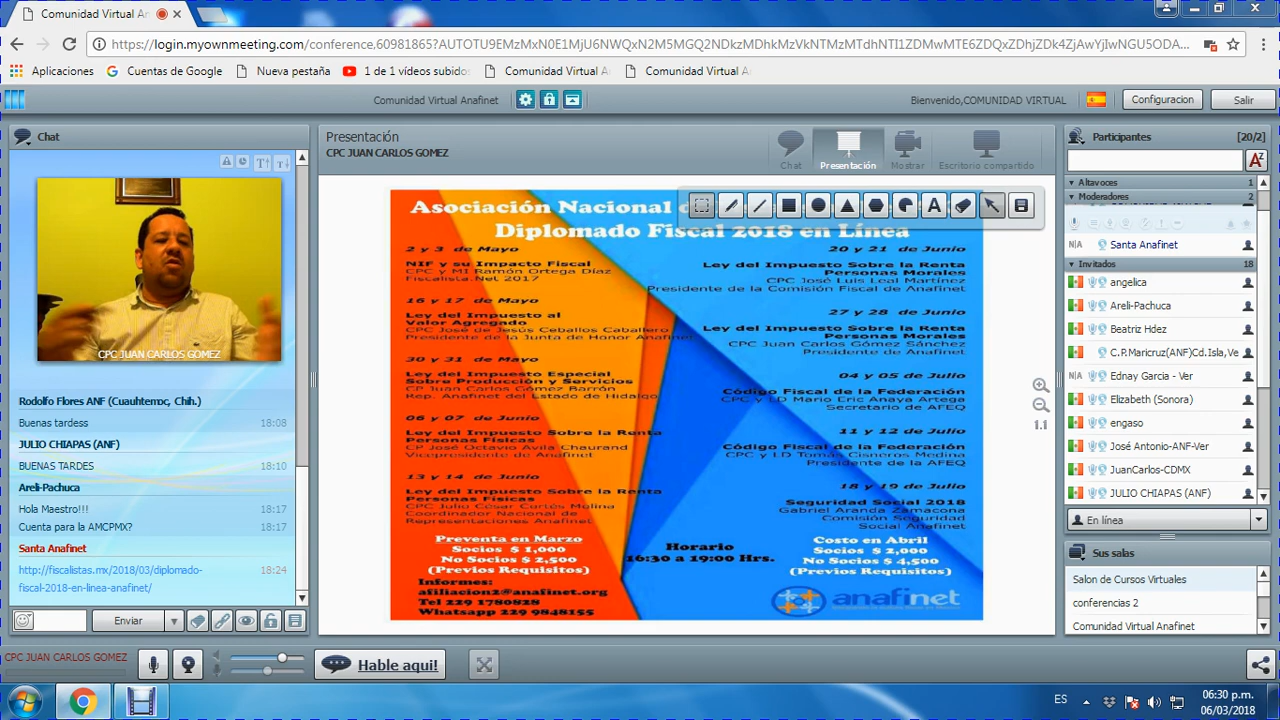 Comunidad Virtual Anafin
https://login.myownmeeting.com/conference,60981865?AUTOTU9EMzMxN0E1MjU6NWQxN2M5MGQ2NDkzMDhkMzVkNTMzMTdhNTI1ZDMwMTE6ZDQxZDhjZDk4ZjAwYjIwNGU5ODA...
Aplicaciones
Cuentas de Google
Nueva pestaña
1 de 1 vídeos subidos
Comunidad Virtual A
Comunidad Virtual A
Comunidad Virtual Anafinet
Bienvenido,COMUNIDAD VIRTUAL
Configuracion
Salir
Chat
CPC JUAN CARLOS GOMEZ
Rodolfo Flores ANF (Cuauhtemoc, Chih.)
Buenas tardess 18:08
JULIO CHIAPAS (ANF)
BUENAS TARDES 18:10
Areli-Pachuca
Hola Maestro!!! 18:17
Cuenta para la AMCPMX? 18:17
Santa Anafinet
http://fiscalistas.mx/2018/03/diplomado- 18:24
fiscal-2018-en-linea-anafinet/
Enviar
Presentación
CPC JUAN CARLOS GOMEZ
Chat
Presentación
Mostrar
Escritorio compartido
Asociación Nacional
Diplomado Fiscal 2018 en Línea
2 y 3 de Mayo
NIF y su Impacto Fiscal
CPC y MI Ramón Ortega Díaz
Fiscalista.Net 2017
16 y 17 de Mayo
Ley del Impuesto al
Valor Agregado
CPC José de Jesús Ceballos Caballero
Presidente de la Junta de Honor Anafinet
30 y 31 de Mayo
Ley del Impuesto Especial
Sobre Producción y Servicios
CP Juan Carlos Gómez Barrón
Rep. Anafinet del Estado de Hidalgo
06 y 07 de Junio
Ley del Impuesto Sobre la Renta
Personas Físicas
CP José Octavio Avila Chaurand
Vicepresidente de Anafinet
13 y 14 de Junio
Ley del Impuesto Sobre la Renta
Personas Físicas
CPC Julio César Cortés Molina
Coordinador Nacional de
Representaciones Anafinet
Preventa en Marzo
Socios $ 1,000
No Socios $ 2,500
(Previos Requisitos)
Informes:
afiliacion2@anafinet.org
Tel 229 1780828
Whatsapp 229 9848155
Horario
16:30 a 19:00 Hrs.
20 y 21 de Junio
Ley del Impuesto Sobre la Renta
Personas Morales
CPC José Luis Leal Martínez
Presidente de la Comisión Fiscal de Anafinet
27 y 28 de Junio
Ley del Impuesto Sobre la Renta
Personas Morales
CPC Juan Carlos Gómez Sánchez
Presidente de Anafinet
04 y 05 de Julio
Código Fiscal de la Federación
CPC y LD Mario Eric Anaya Artega
Secretario de AFEQ
11 y 12 de Julio
Código Fiscal de la Federación
CPC y LD Tomás Cisneros Medina
Presidente de la AFEQ
18 y 19 de Julio
Seguridad Social 2018
Gabriel Aranda Zamacona
Comisión Seguridad
Social Anafinet
Costo en Abril
Socios $ 2,000
No Socios $ 4,500
(Previos Requisitos)
anafinet
1.1
Participantes [20/2]
Altavoces 1
Moderadores 2
N/A Santa Anafinet
Invitados 18
angelica
Areli-Pachuca
Beatriz Hdez
C.P.Maricruz(ANF)Cd.Isla,Ve
N/A Ednay Garcia - Ver
Elizabeth (Sonora)
engaso
José Antonio-ANF-Ver
JuanCarlos-CDMX
JULIO CHIAPAS (ANF)
En línea
Sus salas
Salon de Cursos Virtuales
conferencias 2
Comunidad Virtual Anafinet
CPC JUAN CARLOS GOMEZ
Hable aqui!
ES
06:30 p.m.
06/03/2018